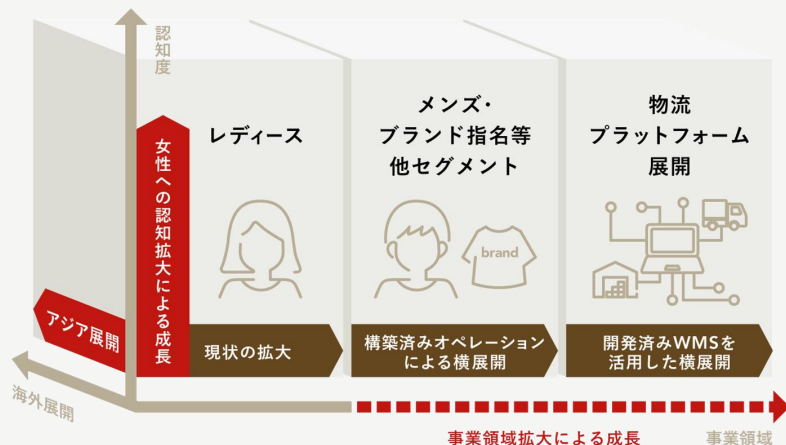 認知度
女性への認知拡大による成長
アジア展開
海外展開
レディース
現状の拡大
メンズ・
ブランド指名等
他セグメント
brand
構築済みオペレーション
による横展開
物流
プラットフォーム
展開
開発済みWMSを
活用した横展開
事業領域拡大による成長
事業領域